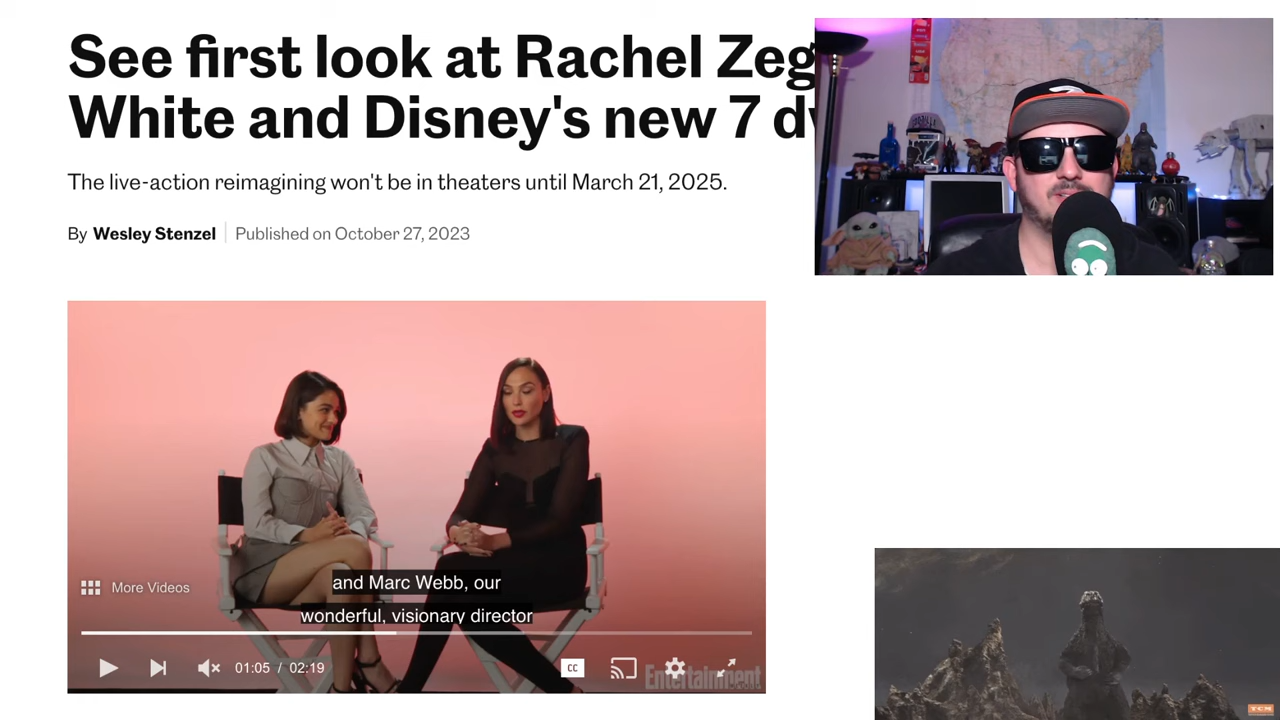 See first look at Rachel Zeg
White and Disney's new 7 d
The live-action reimagining won't be in theaters until March 21, 2025.
By Wesley Stenzel Published on October 27, 2023
More Videos
and Marc Webb, our
wonderful, visionary director
01:05 / 02:19
CC
Entertainment
TCM